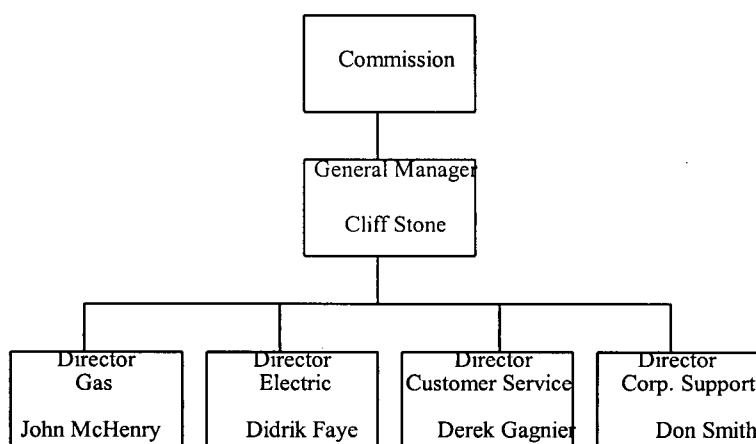 Commission
General Manager
Cliff Stone
Director
Gas
John McHenry
Director
Electric
Didrik Faye
Director
Customer Service
Derek Gagnier
Director
Corp. Support
Don Smith